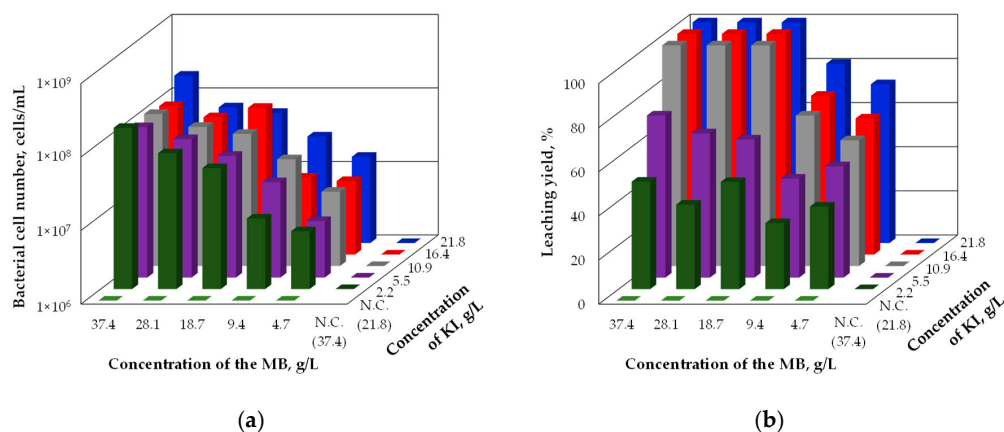 Bacterial cell number, cells/mL
1×10⁹
1×10⁸
1×10⁷
1×10⁶
37.4
28.1
18.7
9.4
4.7
N.C.
(37.4)
N.C.
(21.8)
2.2
5.5
10.9
16.4
21.8
Concentration
of KI, g/L
Concentration of the MB, g/L
(a)
Leaching yield, %
100
80
60
40
20
0
37.4
28.1
18.7
9.4
4.7
N.C.
(37.4)
N.C.
(21.8)
2.2
5.5
10.9
16.4
21.8
Concentration
of KI, g/L
Concentration of the MB, g/L
(b)